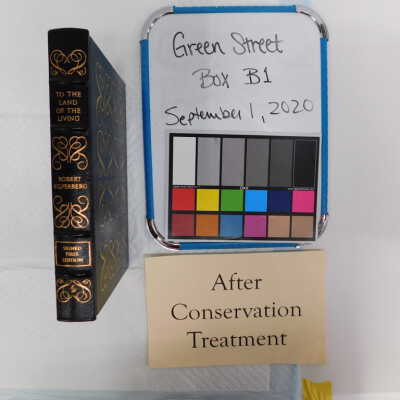 TO THE
LAND
OF THE
LIVING
ROBERT
SILVERBERG
SIGNED
FIRST
EDITION
Green Street
Box B1
September 1, 2020
After
Conservation
Treatment